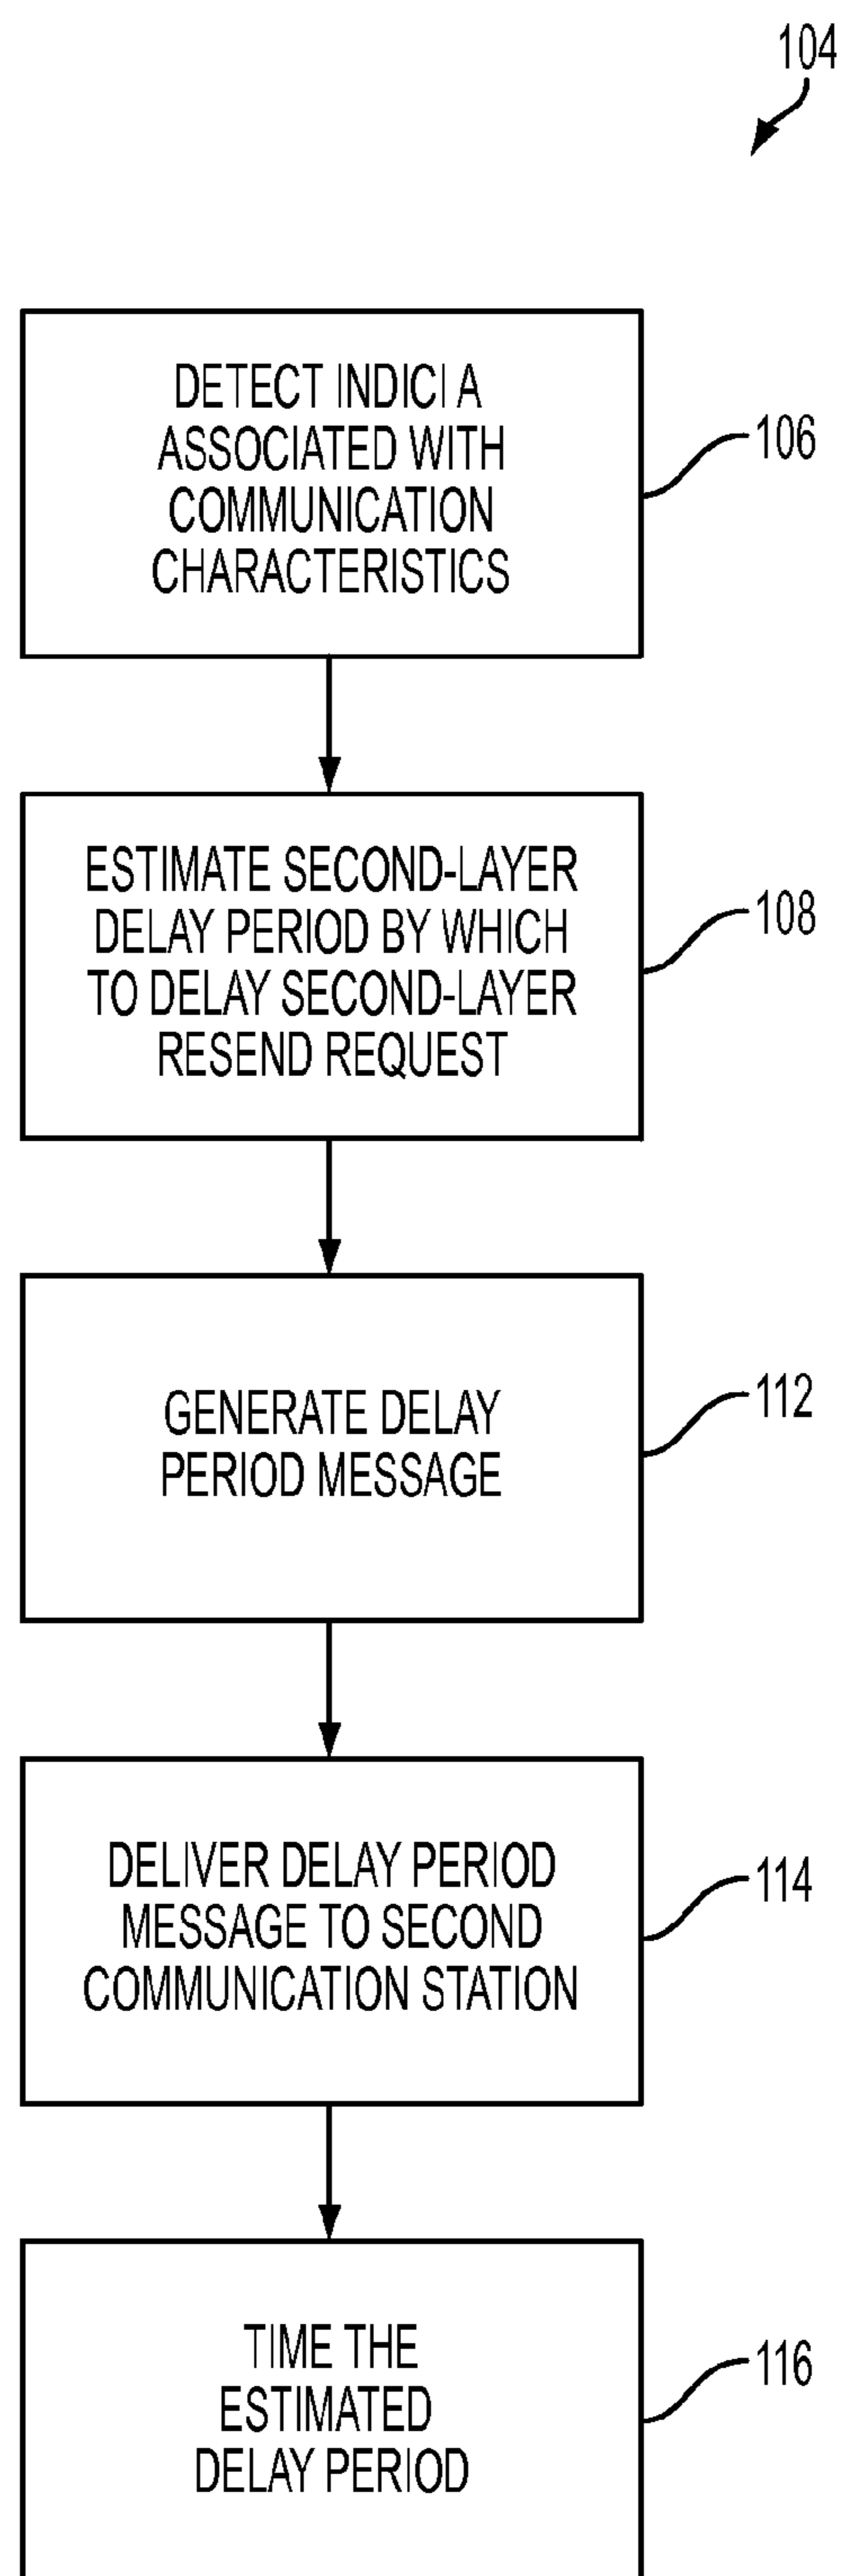 104
DETECT INDICI A
ASSOCIATED WITH
COMMUNICATION
CHARACTERISTICS
106
ESTIMATE SECOND-LAYER
DELAY PERIOD BY WHICH
TO DELAY SECOND-LAYER
RESEND REQUEST
108
GENERATE DELAY
PERIOD MESSAGE
112
DELIVER DELAY PERIOD
MESSAGE TO SECOND
COMMUNICATION STATION
114
TIME THE
ESTIMATED
DELAY PERIOD
116